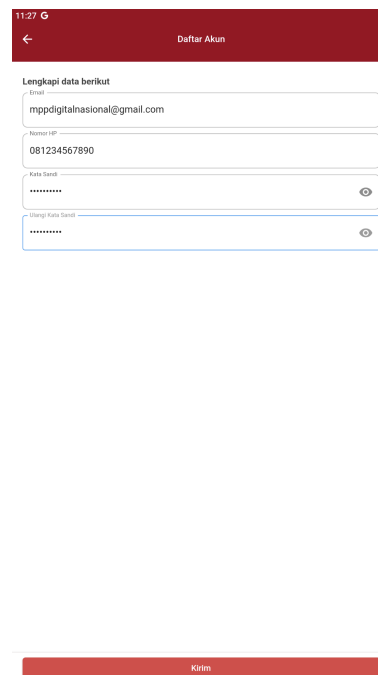 11:27 G
Daftar Akun
Lengkapi data berikut
Email
mppdigitalnasional@gmail.com
Nomor HP
081234567890
Kata Sandi
••••••••••
Ulangi Kata Sandi
••••••••••
Kirim